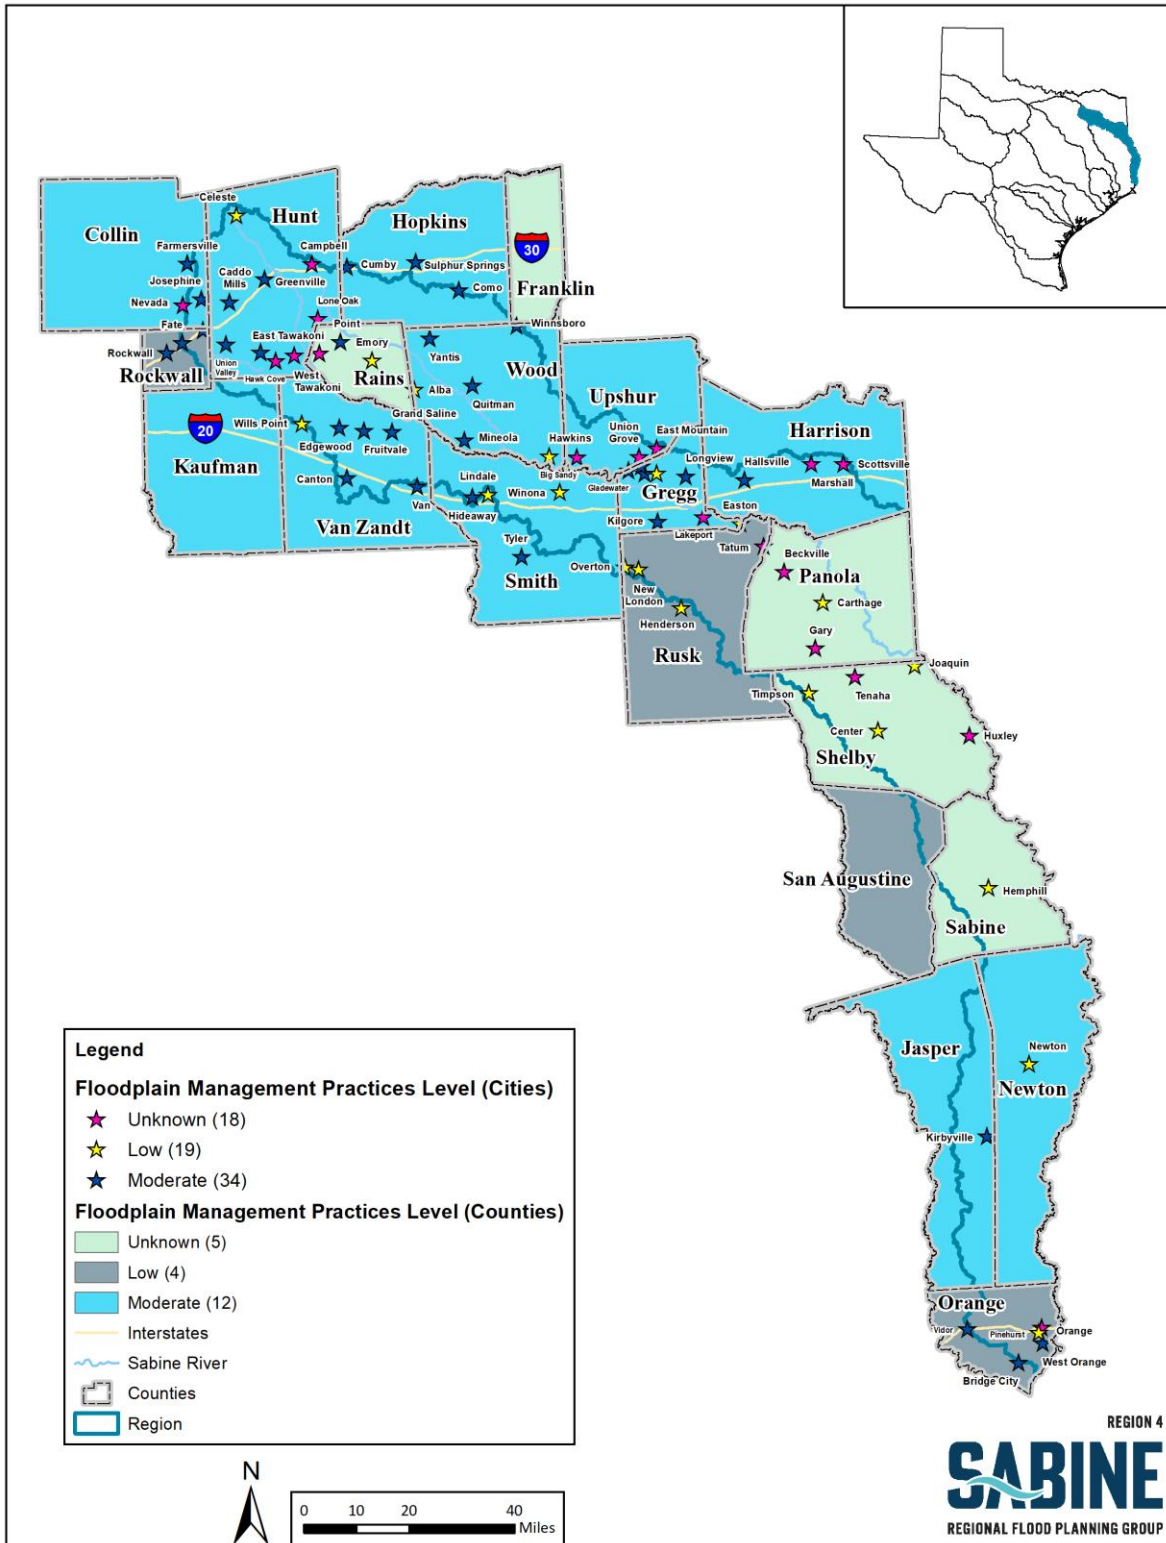 Celeste
Hunt
Hopkins
Collin
Farmersville
Campbell
30
Caddo
Mills
Greenville
Cumby
Sulphur Springs
Josephine
Franklin
Nevada
Como
Lone Oak
Fate
Point
Winnsboro
East Tawakoni
Emory
Rockwall
Union
Valley
Yantis
Rockwall
Hawk Cove
West
Tawakoni
Rains
Wood
Alba
Quitman
Upshur
Wills Point
Grand Saline
Union
Grove
East Mountain
Harrison
20
Edgewood
Fruitvale
Mineola
Hawkins
Longview
Hallsville
Scottsville
Kaufman
Canton
Lindale
Big Sandy
Gladewater
Marshall
Winona
Gregg
Van
Hideaway
Easton
Van Zandt
Kilgore
Lakeport
Tyler
Tatum
Beckville
Overton
Smith
Panola
New
London
Carthage
Henderson
Gary
Rusk
Joaquin
Timpson
Tenaha
Center
Huxley
Shelby
San Augustine
Hemphill
Sabine
Jasper
Newton
Newton
Kirbyville
Orange
Vidor
Pinehurst
Orange
West Orange
Bridge City
Legend
Floodplain Management Practices Level (Cities)
Unknown (18)
Low (19)
Moderate (34)
Floodplain Management Practices Level (Counties)
Unknown (5)
Low (4)
Moderate (12)
Interstates
Sabine River
Counties
Region
N
0 10 20 40
Miles
REGION 4
SABINE
REGIONAL FLOOD PLANNING GROUP